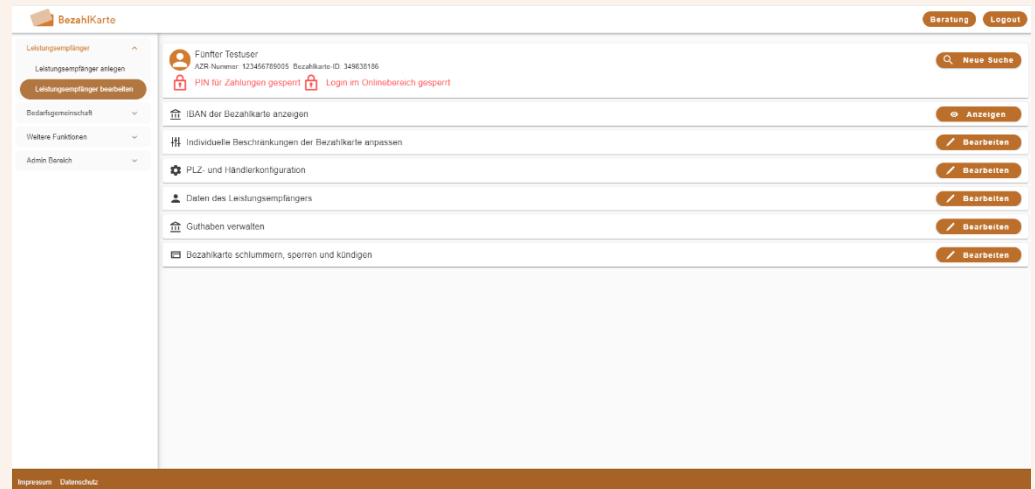 BezahlKarte
Beratung
Logout
Leistungsempfänger
Leistungsempfänger anlegen
Leistungsempfänger bearbeiten
Bedarfsgemeinschaft
Weitere Funktionen
Admin Bereich
Fünfter Testuser
AZR-Nummer: 123456789005 Bezahlkarte-ID: 349838186
Neue Suche
PIN für Zahlungen gesperrt
Login im Onlinebereich gesperrt
IBAN der Bezahlkarte anzeigen
Anzeigen
Individuelle Beschränkungen der Bezahlkarte anpassen
Bearbeiten
PLZ- und Händlerkonfiguration
Bearbeiten
Daten des Leistungsempfängers
Bearbeiten
Guthaben verwalten
Bearbeiten
Bezahlkarte schlummern, sperren und kündigen
Bearbeiten
Impressum Datenschutz